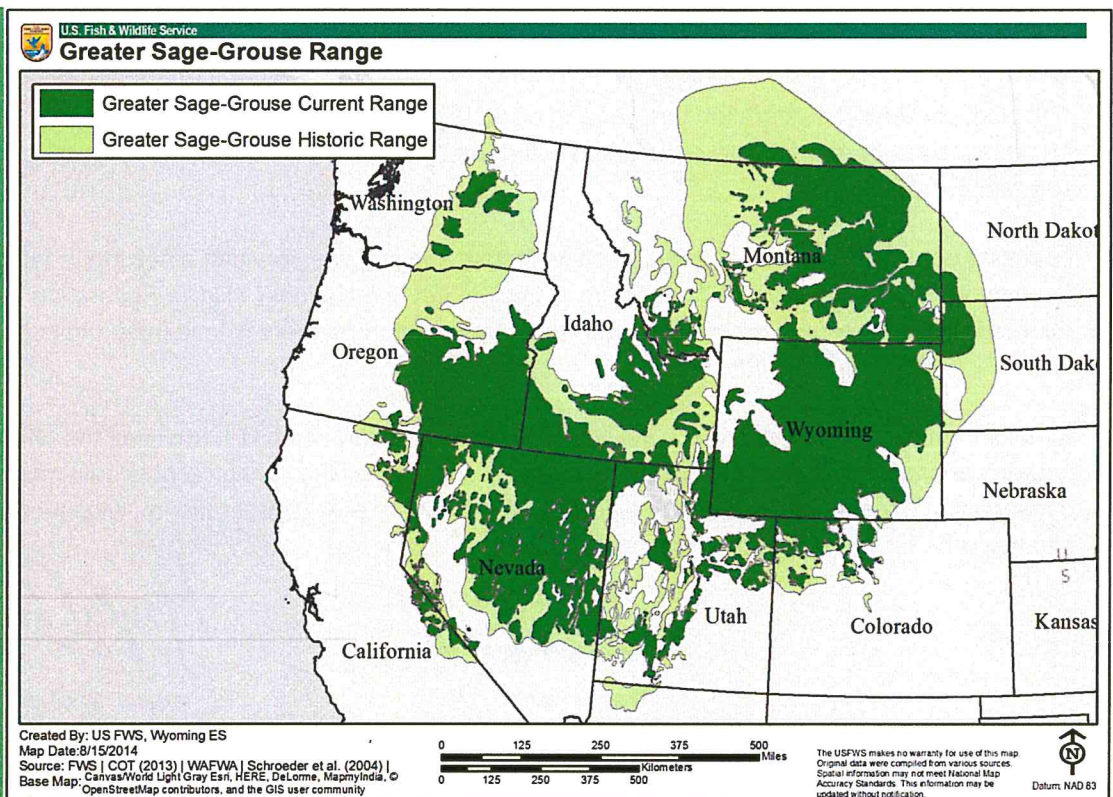 U.S. Fish & Wildlife Service
Greater Sage-Grouse Range
Greater Sage-Grouse Current Range
Greater Sage-Grouse Historic Range
Washington
North Dakot
Montana
Idaho
Oregon
South Dak
Wyoming
Nebraska
Nevada
U
S
Utah
Colorado
Kansas
California
Created By: US FWS, Wyoming ES
Map Date:8/15/2014
Source: FWS | COT (2013) | WAFWA | Schroeder et al. (2004) |
Base Map: Canvas/World Light Gray Esri, HERE, DeLorme, MapmyIndia, ©
OpenStreetMap contributors, and the GIS user community
0 125 250 375 500
Miles
Kilometers
0 125 250 375 500
The USFWS makes no warranty for use of this map.
Original data were compiled from various sources.
Spatial information may not meet National Map
Accuracy Standards. This information may be
updated without notification.
N
Datum: NAD 83